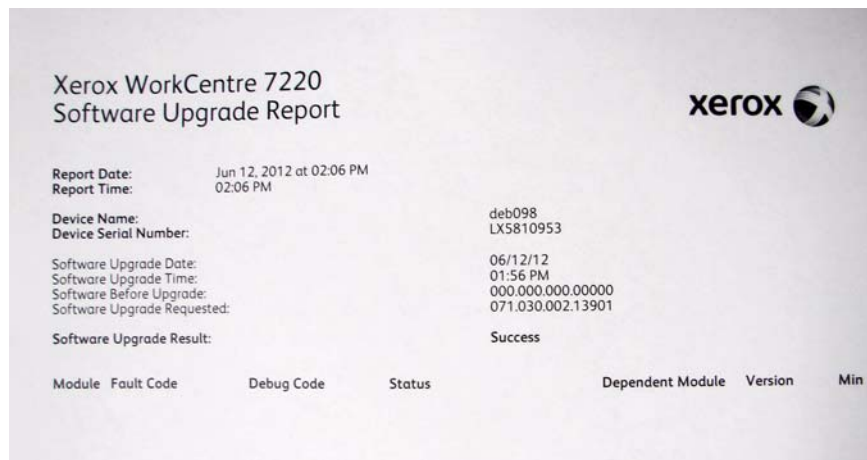 Xerox WorkCentre 7220
Software Upgrade Report
xerox
Report Date: Jun 12, 2012 at 02:06 PM
Report Time: 02:06 PM
Device Name: deb098
Device Serial Number: LX5810953
Software Upgrade Date: 06/12/12
Software Upgrade Time: 01:56 PM
Software Before Upgrade: 000.000.000.00000
Software Upgrade Requested: 071.030.002.13901
Software Upgrade Result: Success
Module Fault Code Debug Code Status Dependent Module Version Min